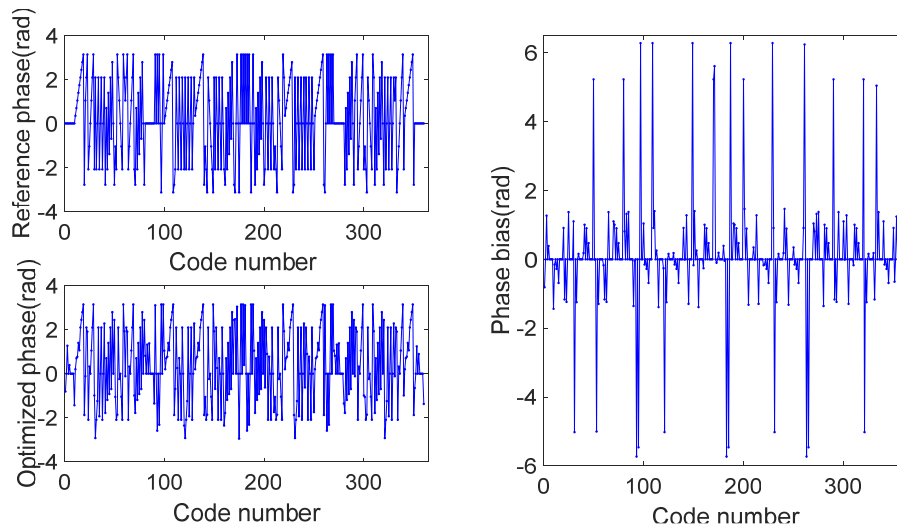 Reference phase(rad)
4
2
0
-2
-4
0 100 200 300
Code number
Optimized phase(rad)
4
2
0
-2
-4
0 100 200 300
Code number
Phase bias(rad)
6
4
2
0
-2
-4
-6
0 100 200 300
Code number